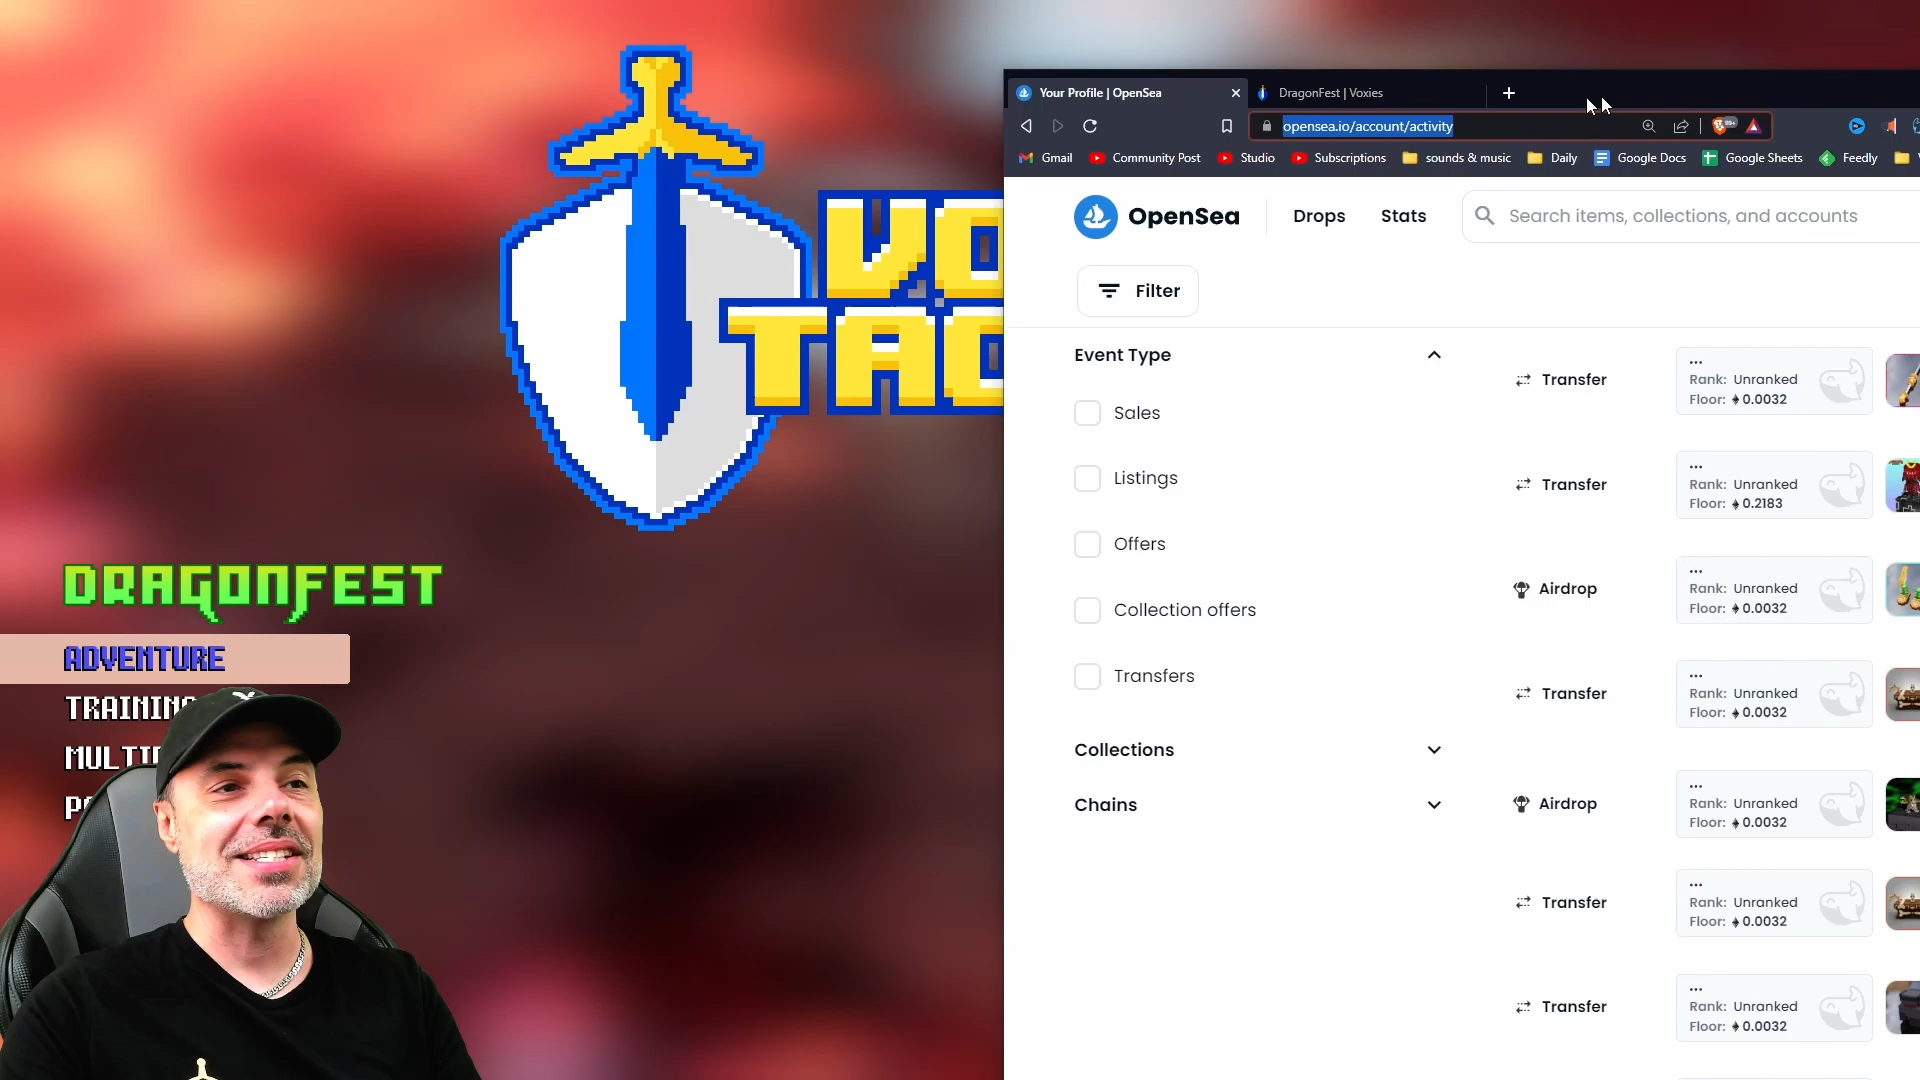 Your Profile | OpenSea
DragonFest | Voxies
opensea.io/account/activity
99+
Gmail
Community Post
Studio
Subscriptions
sounds & music
Daily
Google Docs
Google Sheets
Feedly
OpenSea
Drops
Stats
Search items, collections, and accounts
Filter
Event Type
Sales
Listings
Offers
Collection offers
Transfers
Collections
Chains
Transfer
...
Rank: Unranked
Floor: 0.0032
Transfer
...
Rank: Unranked
Floor: 0.2183
Airdrop
...
Rank: Unranked
Floor: 0.0032
Transfer
...
Rank: Unranked
Floor: 0.0032
Airdrop
...
Rank: Unranked
Floor: 0.0032
Transfer
...
Rank: Unranked
Floor: 0.0032
Transfer
...
Rank: Unranked
Floor: 0.0032
VO
TAC
DRAGONFEST
ADVENTURE
TRAINING